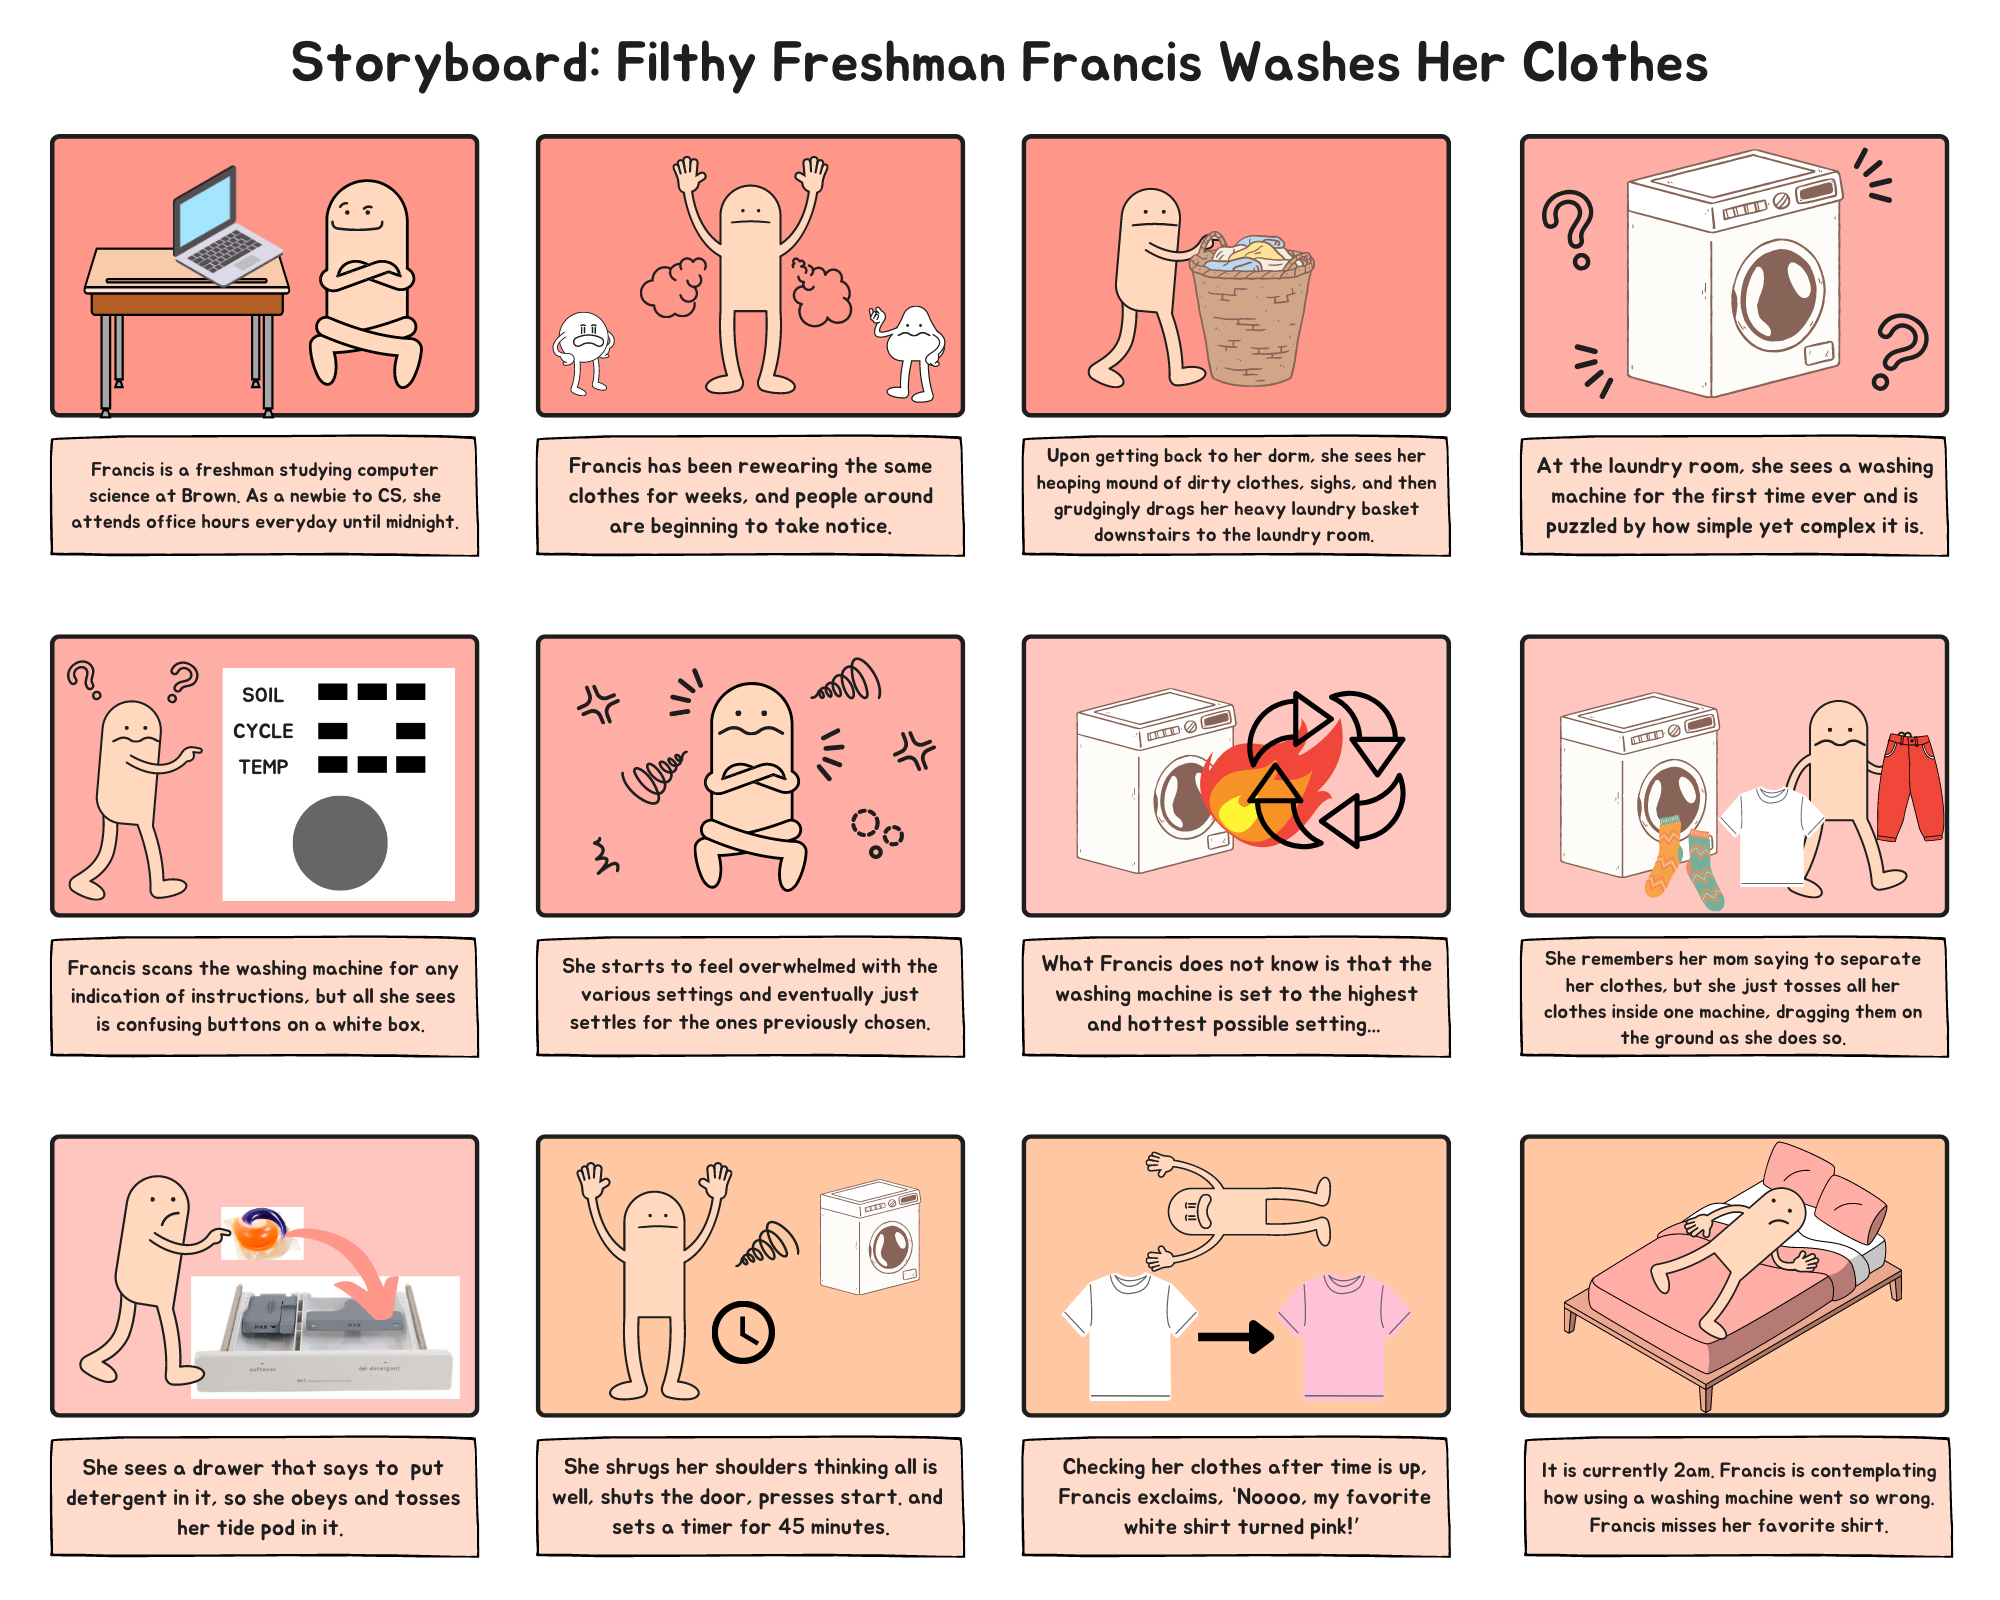 Storyboard: Filthy Freshman Francis Washes Her Clothes
Francis is a freshman studying computer
science at Brown. As a newbie to CS, she
attends office hours everyday until midnight.
Francis has been rewearing the same
clothes for weeks, and people around
are beginning to take notice.
Upon getting back to her dorm, she sees her
heaping mound of dirty clothes, sighs, and then
grudgingly drags her heavy laundry basket
downstairs to the laundry room.
At the laundry room, she sees a washing
machine for the first time ever and is
puzzled by how simple yet complex it is.
SOIL
CYCLE
TEMP
Francis scans the washing machine for any
indication of instructions, but all she sees
is confusing buttons on a white box.
She starts to feel overwhelmed with the
various settings and eventually just
settles for the ones previously chosen.
What Francis does not know is that the
washing machine is set to the highest
and hottest possible setting...
She remembers her mom saying to separate
her clothes, but she just tosses all her
clothes inside one machine, dragging them on
the ground as she does so.
MAX
MAX
softener
detergent
She sees a drawer that says to put
detergent in it, so she obeys and tosses
her tide pod in it.
She shrugs her shoulders thinking all is
well, shuts the door, presses start. and
sets a timer for 45 minutes.
Checking her clothes after time is up,
Francis exclaims, 'Noooo, my favorite
white shirt turned pink!'
It is currently 2am. Francis is contemplating
how using a washing machine went so wrong.
Francis misses her favorite shirt.